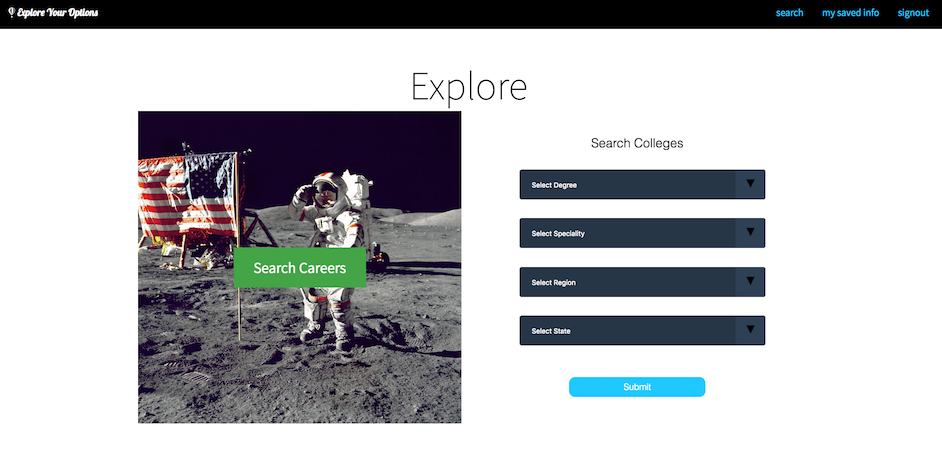 Explore Your Options
search
my saved info
signout
Explore
Search Careers
Search Colleges
Select Degree
Select Speciality
Select Region
Select State
Submit